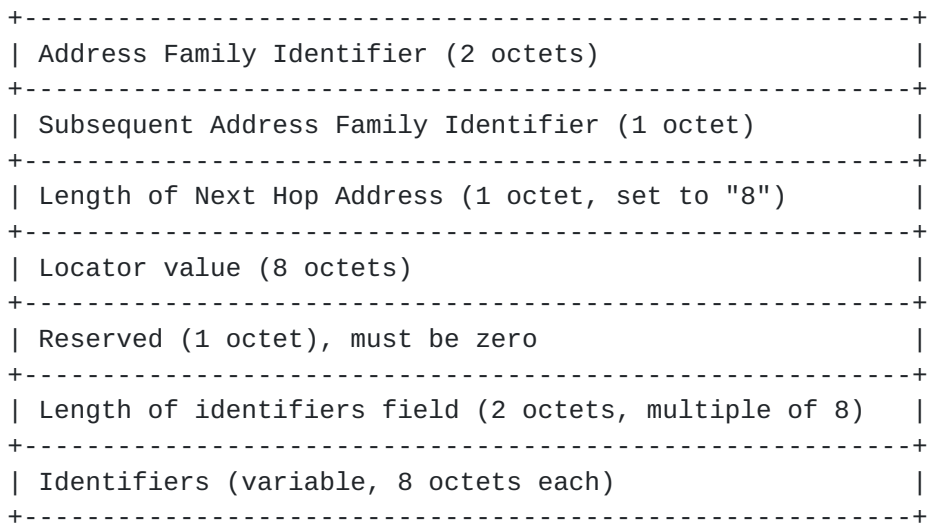 +---------------------------------------------------------+
| Address Family Identifier (2 octets)                    |
+---------------------------------------------------------+
| Subsequent Address Family Identifier (1 octet)          |
+---------------------------------------------------------+
| Length of Next Hop Address (1 octet, set to "8")        |
+---------------------------------------------------------+
| Locator value (8 octets)                                |
+---------------------------------------------------------+
| Reserved (1 octet), must be zero                        |
+---------------------------------------------------------+
| Length of identifiers field (2 octets, multiple of 8)   |
+---------------------------------------------------------+
| Identifiers (variable, 8 octets each)                   |
+---------------------------------------------------------+